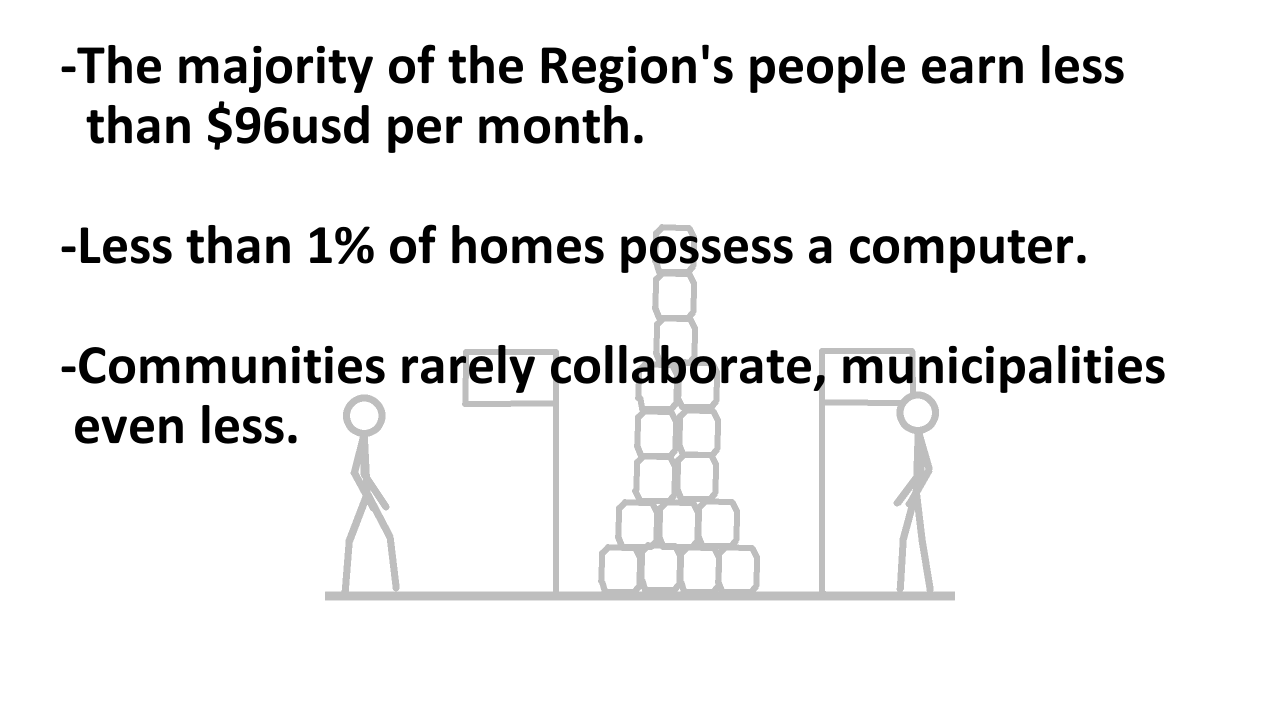 -The majority of the Region's people earn less
than $96usd per month.
-Less than 1% of homes possess a computer.
-Communities rarely collaborate, municipalities
even less.